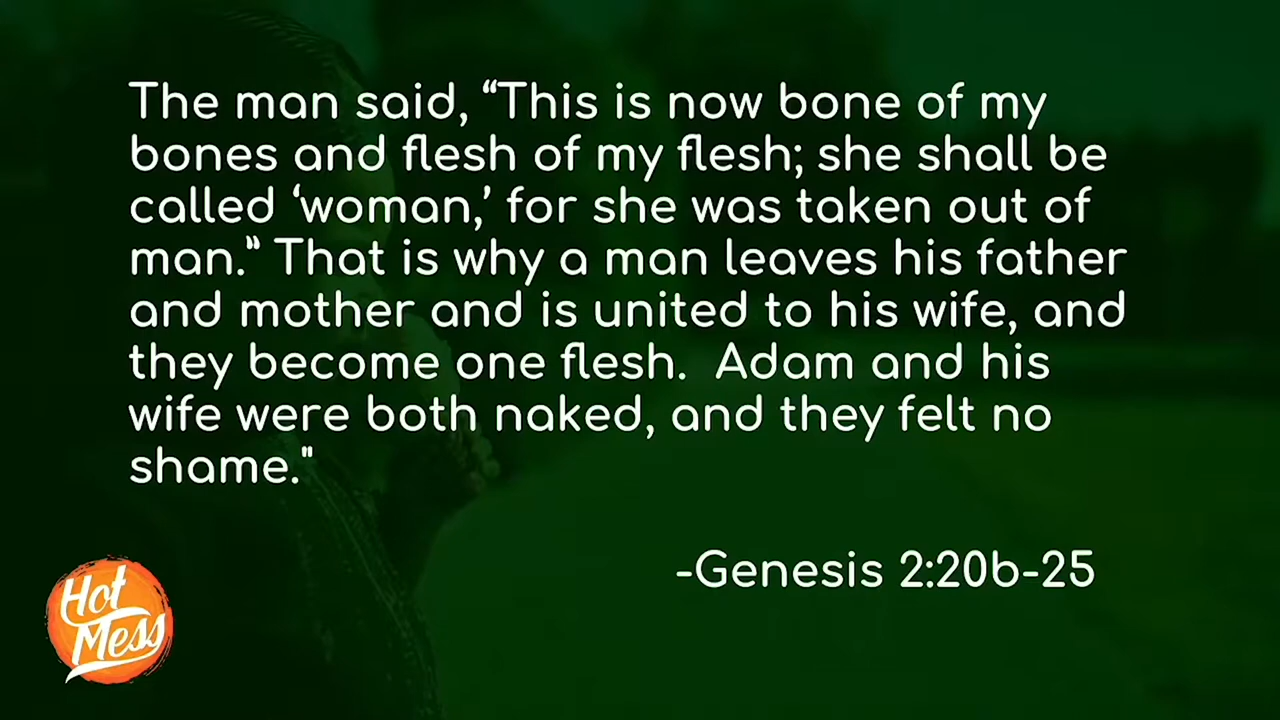 The man said, “This is now bone of my
bones and flesh of my flesh; she shall be
called ‘woman,’ for she was taken out of
man.” That is why a man leaves his father
and mother and is united to his wife, and
they become one flesh.  Adam and his
wife were both naked, and they felt no
shame."
-Genesis 2:20b-25
Hot
Mess